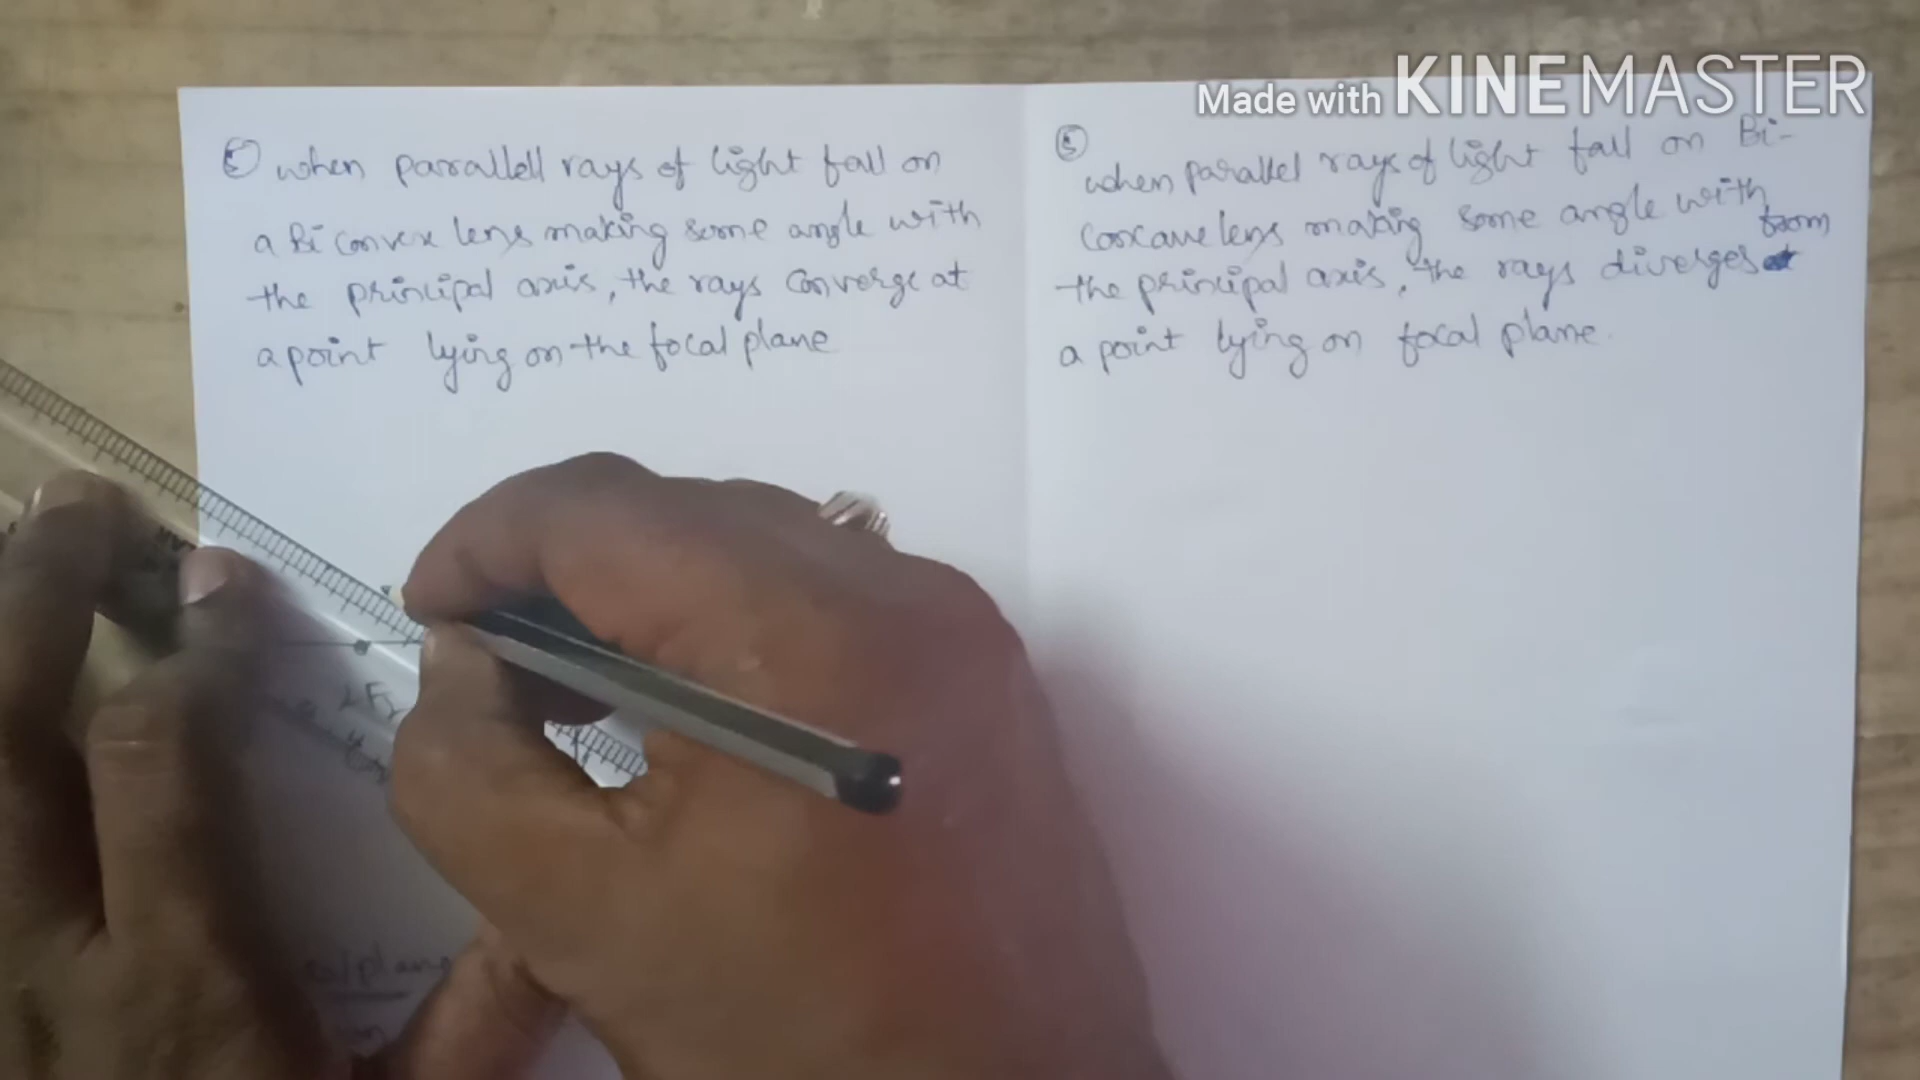 Made with KINEMASTER
⑤ when parallell rays of light fall on
a Bi convex lens making some angle with
the principal axis, the rays converge at
a point lying on the focal plane
⑤
when parallel rays of light fall on Bi-
concave lens making some angle with
the principal axis, the rays diverges from
a point lying on focal plane.
2F₂